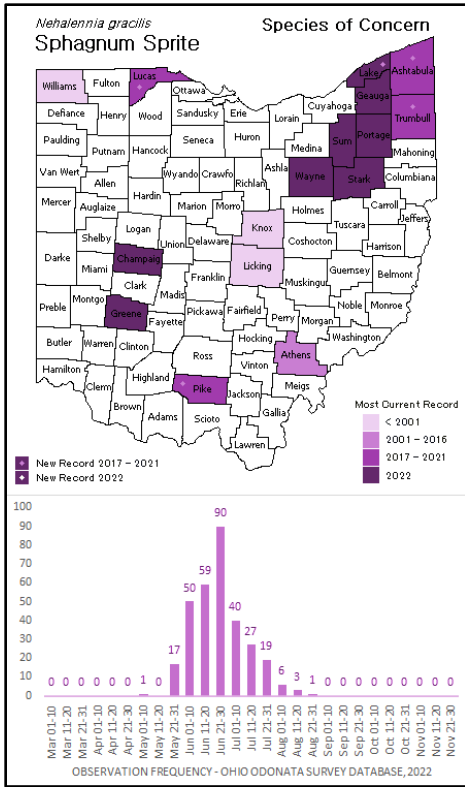 Nehalennia gracilis
Species of Concern
Sphagnum Sprite
Williams
Fulton
Lucas
Ottawa
Lake
Ashtabula
Geauga
Defiance
Henry
Wood
Sandusky
Erie
Lorain
Cuyahoga
Trumbull
Paulding
Putnam
Hancock
Seneca
Huron
Medina
Sum
Portage
Mahoning
Van Wert
Allen
Wyando
Crawfo
Richlan
Ashla
Wayne
Stark
Columbiana
Mercer
Auglaize
Hardin
Marion
Morro
Holmes
Carroll
Jeffers
Shelby
Logan
Union
Delaware
Knox
Coshocton
Tuscara
Harrison
Darke
Miami
Champaig
Clark
Madis
Franklin
Licking
Muskingu
Guernsey
Belmont
Preble
Montgo
Greene
Fayette
Pickawa
Fairfield
Perry
Morgan
Noble
Monroe
Butler
Warren
Clinton
Ross
Hocking
Athens
Washington
Hamilton
Clerm
Highland
Pike
Vinton
Meigs
Brown
Adams
Scioto
Jackson
Gallia
Lawren
Most Current Record
< 2001
2001 - 2016
2017 - 2021
2022
New Record 2017 - 2021
New Record 2022
100
90
80
70
60
50
40
30
20
10
0
0 0 0 0 0 0 1 0 17 50 59 90 40 27 19 6 3 1 0 0 0 0 0 0 0 0 0
Mar 01-10
Mar 11-20
Mar 21-31
Apr 01-10
Apr 11-20
Apr 21-31
May 01-10
May 11-20
May 21-31
Jun 01-10
Jun 11-20
Jun 21-30
Jul 01-10
Jul 11-20
Jul 21-31
Aug 01-10
Aug 11-20
Aug 21-31
Sep 01-10
Sep 11-20
Sep 21-30
Oct 01-10
Oct 11-20
Oct 21-31
Nov 01-10
Nov 11-20
Nov 21-30
OBSERVATION FREQUENCY - OHIO ODONATA SURVEY DATABASE, 2022